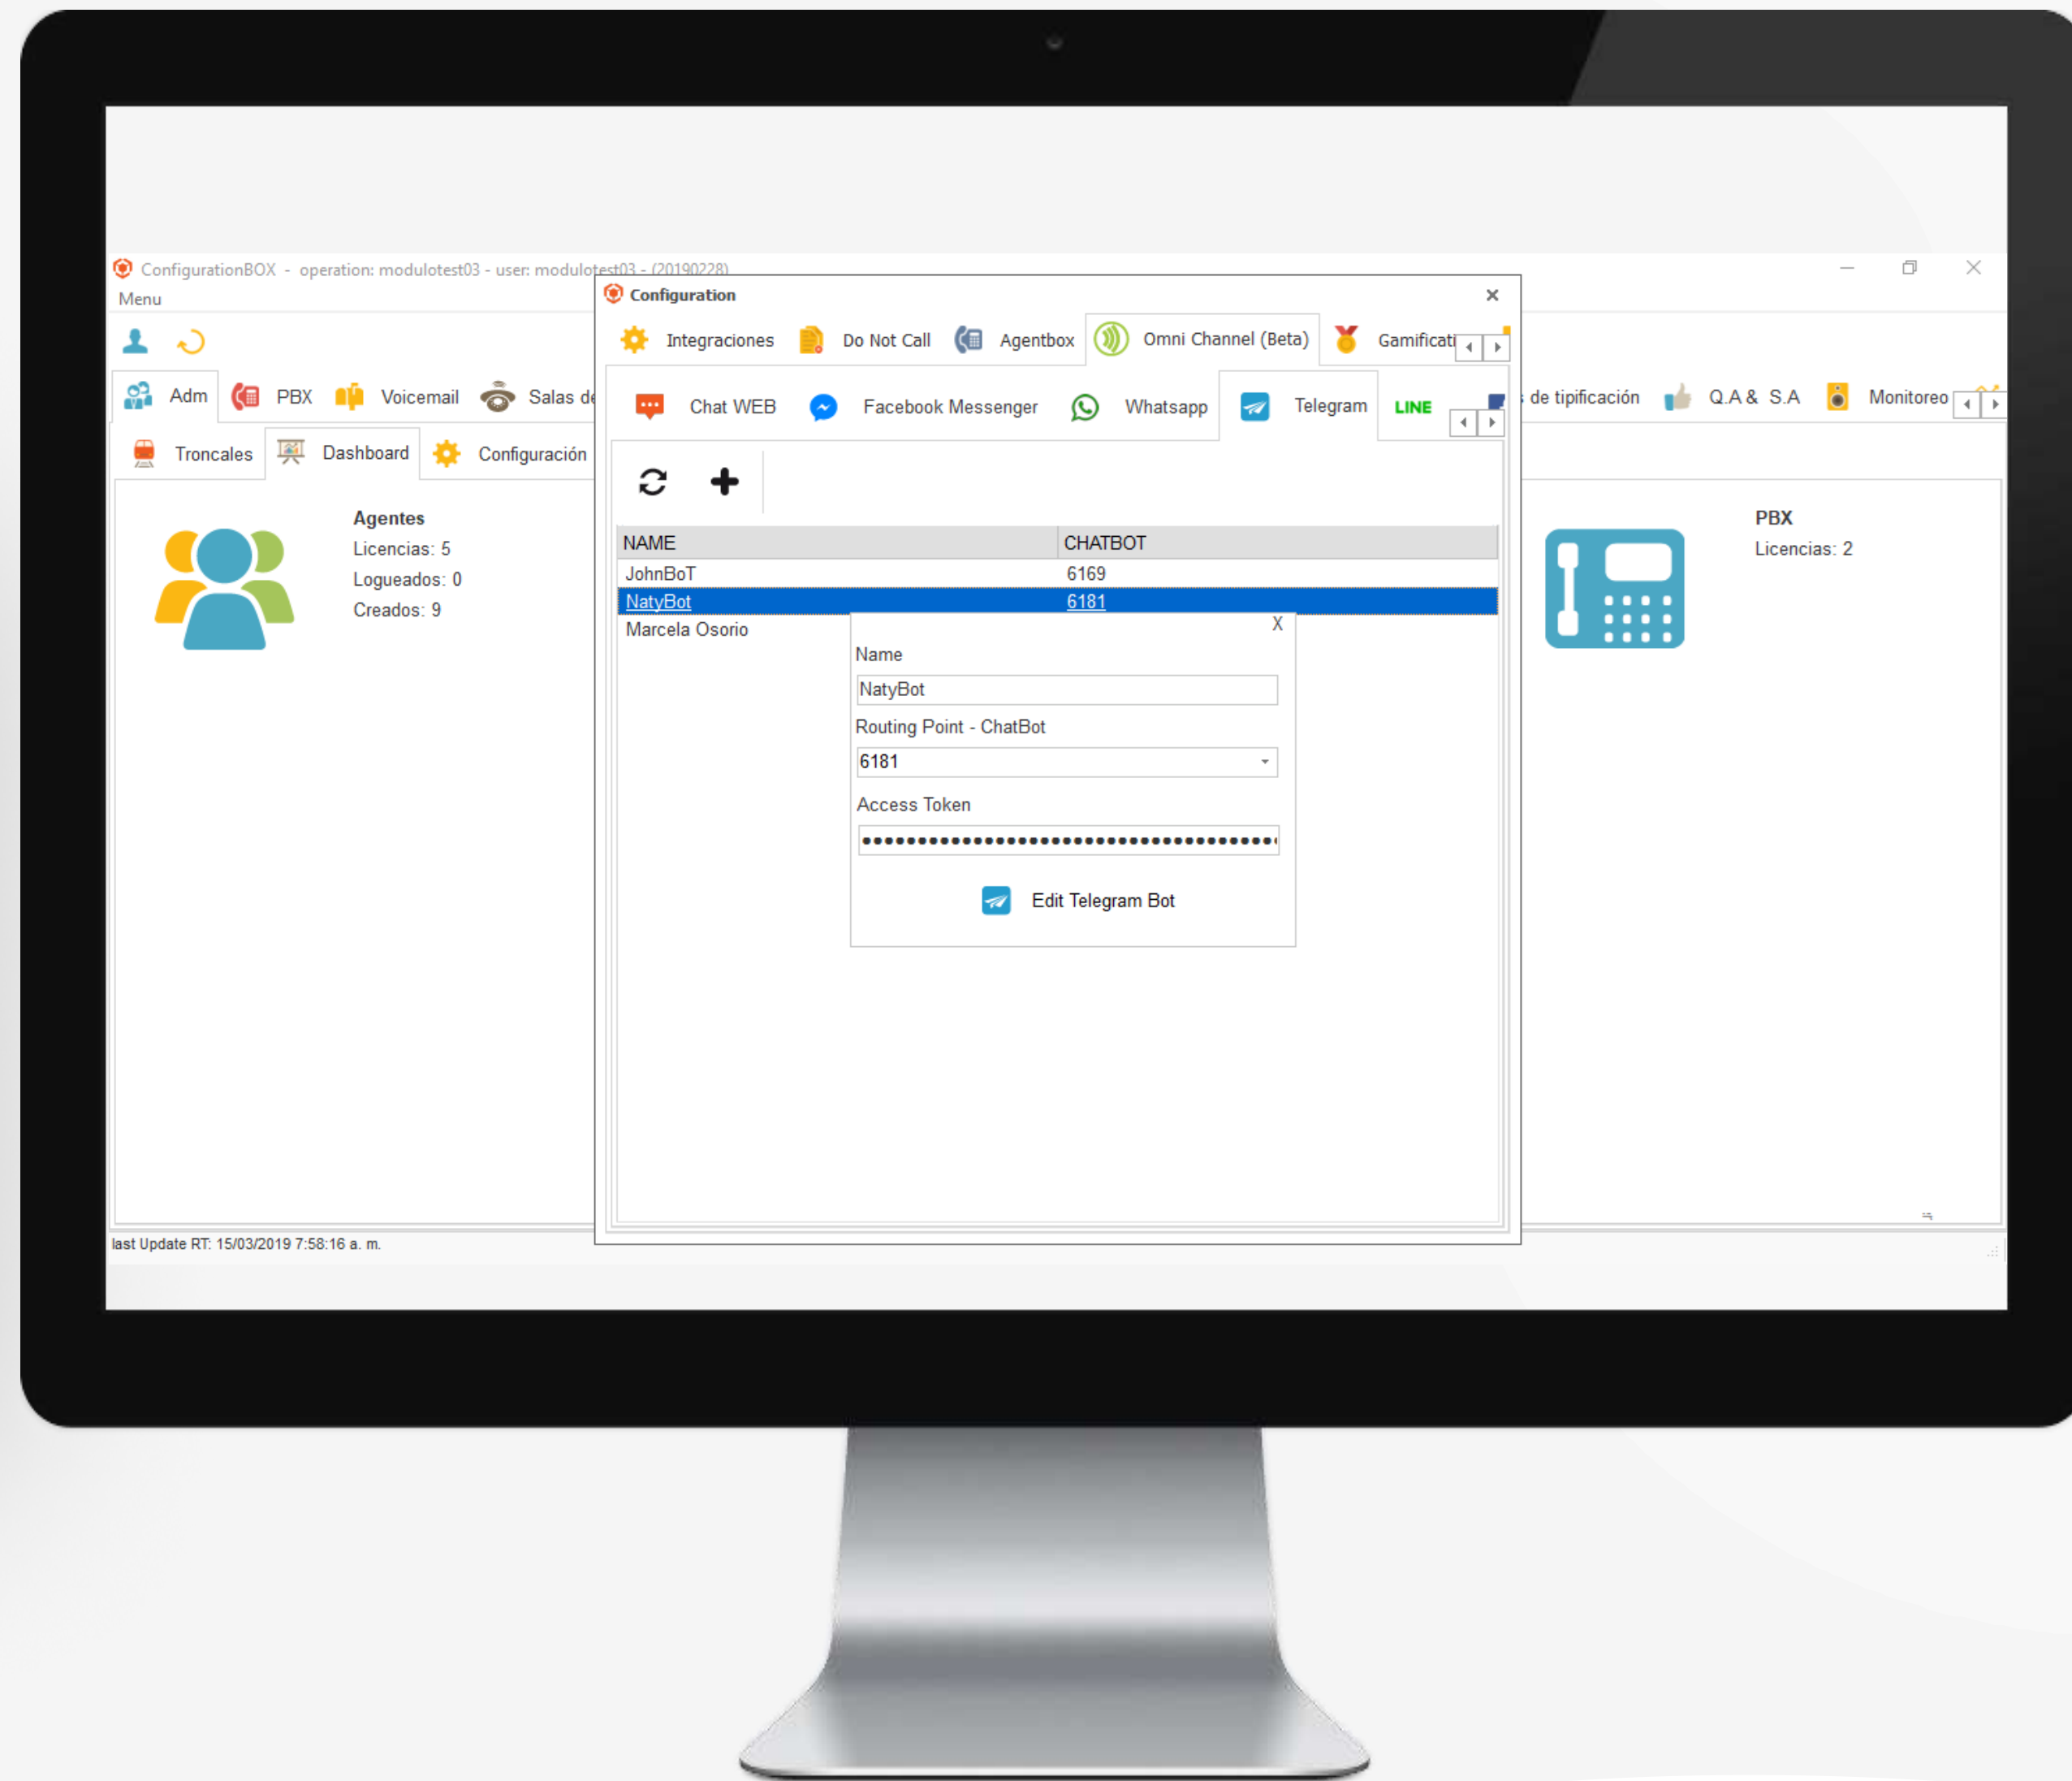 ConfigurationBOX - operation: modulotest03 - user: modulotest03 - (20190228)
Menu
Adm PBX Voicemail Salas de
de tipificación Q.A & S.A Monitoreo
Troncales Dashboard Configuración
Agentes
Licencias: 5
Logueados: 0
Creados: 9
Configuration
Integraciones Do Not Call Agentbox Omni Channel (Beta) Gamificati
Chat WEB Facebook Messenger Whatsapp Telegram LINE
NAME CHATBOT
JohnBoT 6169
NatyBot 6181
Marcela Osorio
X
Name
NatyBot
Routing Point - ChatBot
6181
Access Token
Edit Telegram Bot
PBX
Licencias: 2
last Update RT: 15/03/2019 7:58:16 a. m.